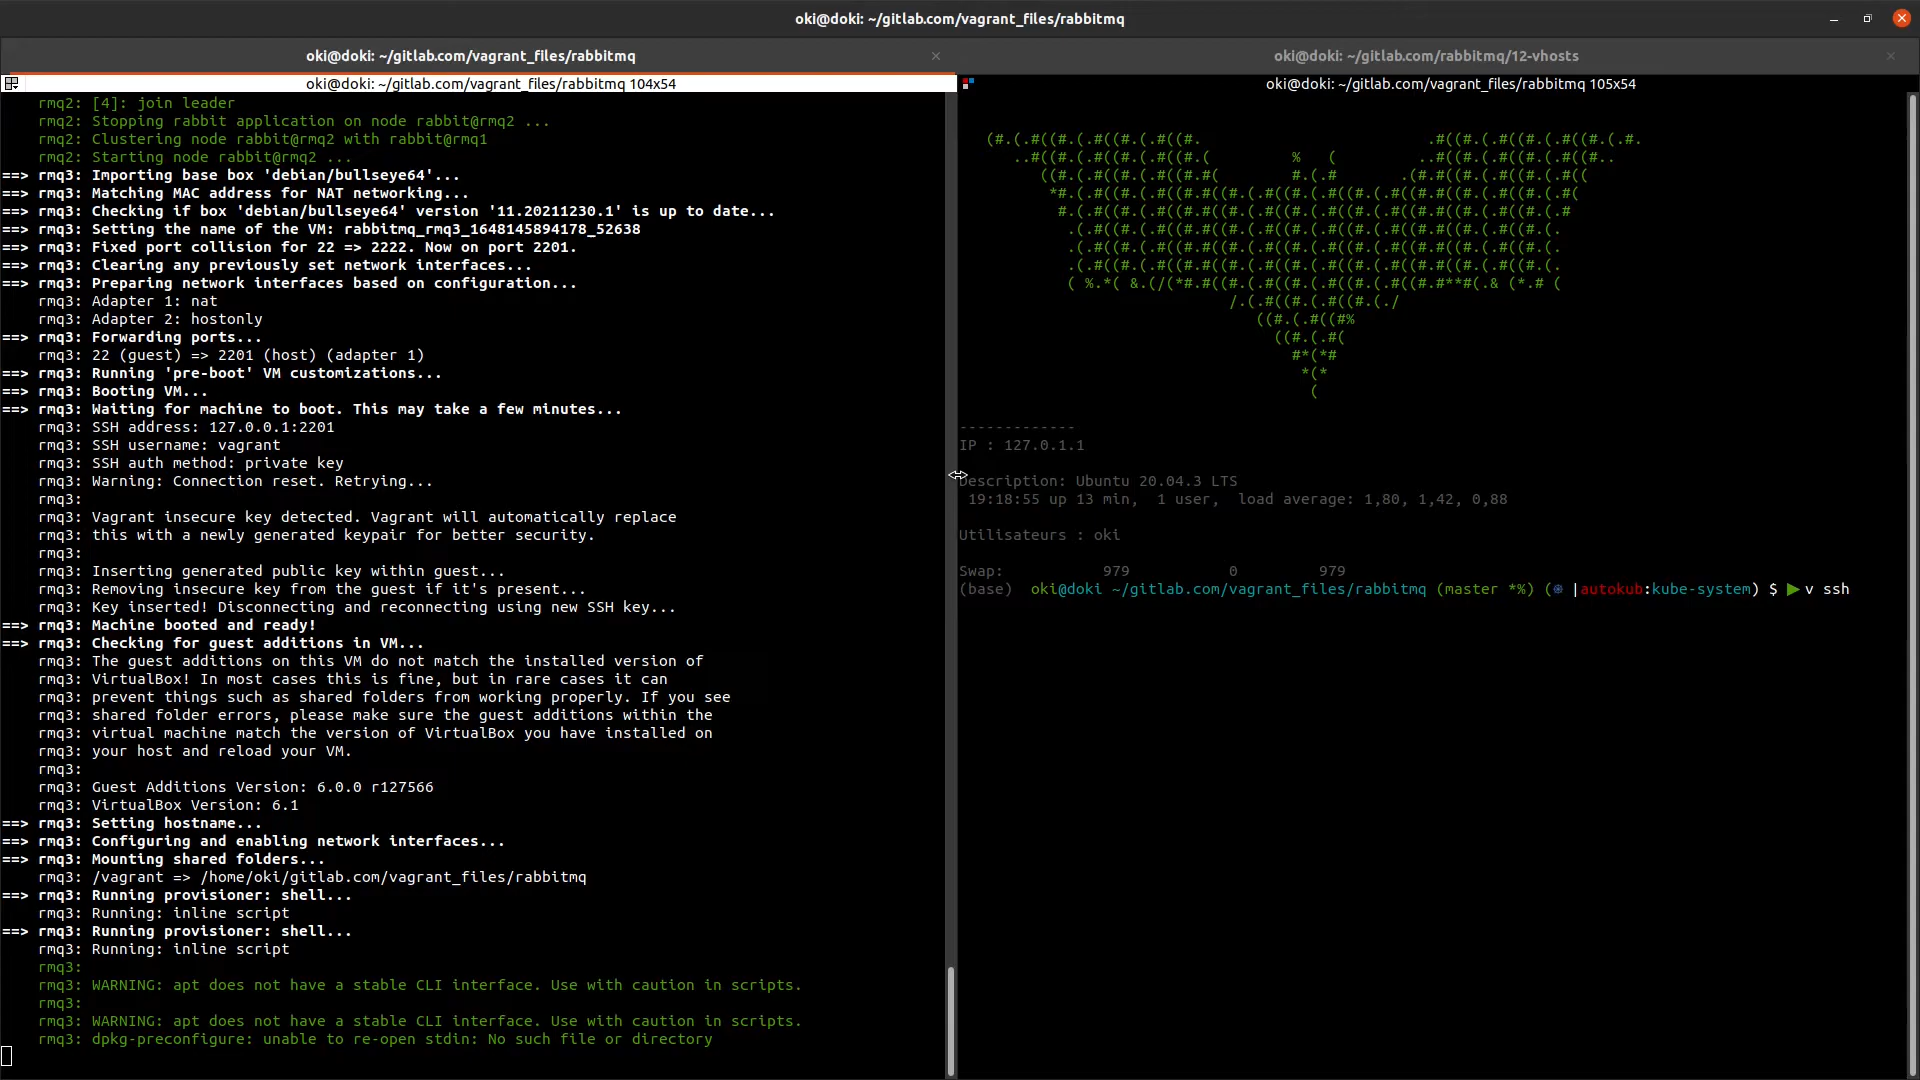 oki@doki: ~/gitlab.com/vagrant_files/rabbitmq
oki@doki: ~/gitlab.com/vagrant_files/rabbitmq
oki@doki: ~/gitlab.com/rabbitmq/12-vhosts
oki@doki: ~/gitlab.com/vagrant_files/rabbitmq 104x54
rmq2: [4]: join leader
rmq2: Stopping rabbit application on node rabbit@rmq2 ...
rmq2: Clustering node rabbit@rmq2 with rabbit@rmq1
rmq2: Starting node rabbit@rmq2 ...
==> rmq3: Importing base box 'debian/bullseye64'...
==> rmq3: Matching MAC address for NAT networking...
==> rmq3: Checking if box 'debian/bullseye64' version '11.20211230.1' is up to date...
==> rmq3: Setting the name of the VM: rabbitmq_rmq3_1648145894178_52638
==> rmq3: Fixed port collision for 22 => 2222. Now on port 2201.
==> rmq3: Clearing any previously set network interfaces...
==> rmq3: Preparing network interfaces based on configuration...
rmq3: Adapter 1: nat
rmq3: Adapter 2: hostonly
==> rmq3: Forwarding ports...
rmq3: 22 (guest) => 2201 (host) (adapter 1)
==> rmq3: Running 'pre-boot' VM customizations...
==> rmq3: Booting VM...
==> rmq3: Waiting for machine to boot. This may take a few minutes...
rmq3: SSH address: 127.0.0.1:2201
rmq3: SSH username: vagrant
rmq3: SSH auth method: private key
rmq3: Warning: Connection reset. Retrying...
rmq3:
rmq3: Vagrant insecure key detected. Vagrant will automatically replace
rmq3: this with a newly generated keypair for better security.
rmq3:
rmq3: Inserting generated public key within guest...
rmq3: Removing insecure key from the guest if it's present...
rmq3: Key inserted! Disconnecting and reconnecting using new SSH key...
==> rmq3: Machine booted and ready!
==> rmq3: Checking for guest additions in VM...
rmq3: The guest additions on this VM do not match the installed version of
rmq3: VirtualBox! In most cases this is fine, but in rare cases it can
rmq3: prevent things such as shared folders from working properly. If you see
rmq3: shared folder errors, please make sure the guest additions within the
rmq3: virtual machine match the version of VirtualBox you have installed on
rmq3: your host and reload your VM.
rmq3:
rmq3: Guest Additions Version: 6.0.0 r127566
rmq3: VirtualBox Version: 6.1
==> rmq3: Setting hostname...
==> rmq3: Configuring and enabling network interfaces...
==> rmq3: Mounting shared folders...
rmq3: /vagrant => /home/oki/gitlab.com/vagrant_files/rabbitmq
==> rmq3: Running provisioner: shell...
rmq3: Running: inline script
==> rmq3: Running provisioner: shell...
rmq3: Running: inline script
rmq3:
rmq3: WARNING: apt does not have a stable CLI interface. Use with caution in scripts.
rmq3:
rmq3: WARNING: apt does not have a stable CLI interface. Use with caution in scripts.
rmq3: dpkg-preconfigure: unable to re-open stdin: No such file or directory
oki@doki: ~/gitlab.com/vagrant_files/rabbitmq 105x54
-------------
IP : 127.0.1.1
Description: Ubuntu 20.04.3 LTS
19:18:55 up 13 min, 1 user, load average: 1,80, 1,42, 0,88
Utilisateurs : oki
Swap: 979 0 979
(base) oki@doki ~/gitlab.com/vagrant_files/rabbitmq (master *%) (⎈ |autokub:kube-system) $ ▶ v ssh